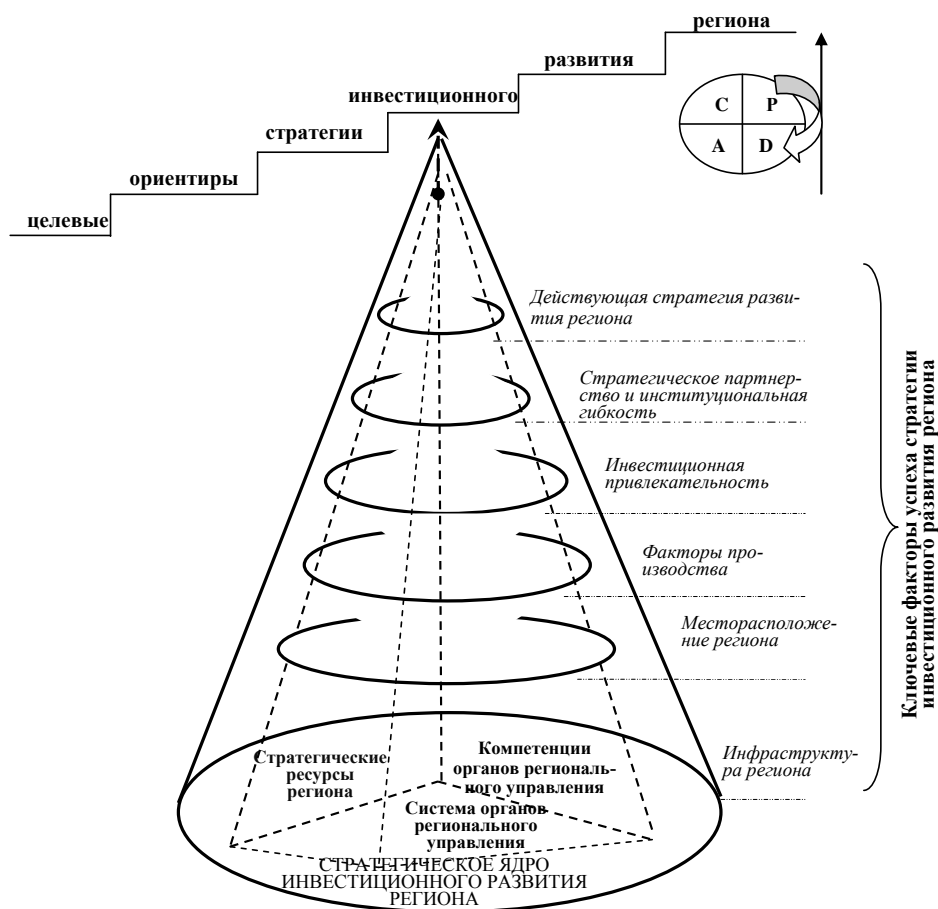 региона
развития
инвестиционного
стратегии
ориентиры
целевые
C P
A D
Действующая стратегия разви-
тия региона
Стратегическое партнер-
ство и институциональная
гибкость
Инвестиционная
привлекательность
Факторы про-
изводства
Месторасположе-
ние региона
Инфраструкту-
ра региона
Ключевые факторы успеха стратегии
инвестиционного развития региона
Стратегические
ресурсы
региона
Компетенции
органов регионально-
го управления
Система органов
регионального
управления
СТРАТЕГИЧЕСКОЕ ЯДРО
ИНВЕСТИЦИОННОГО РАЗВИТИЯ
РЕГИОНА